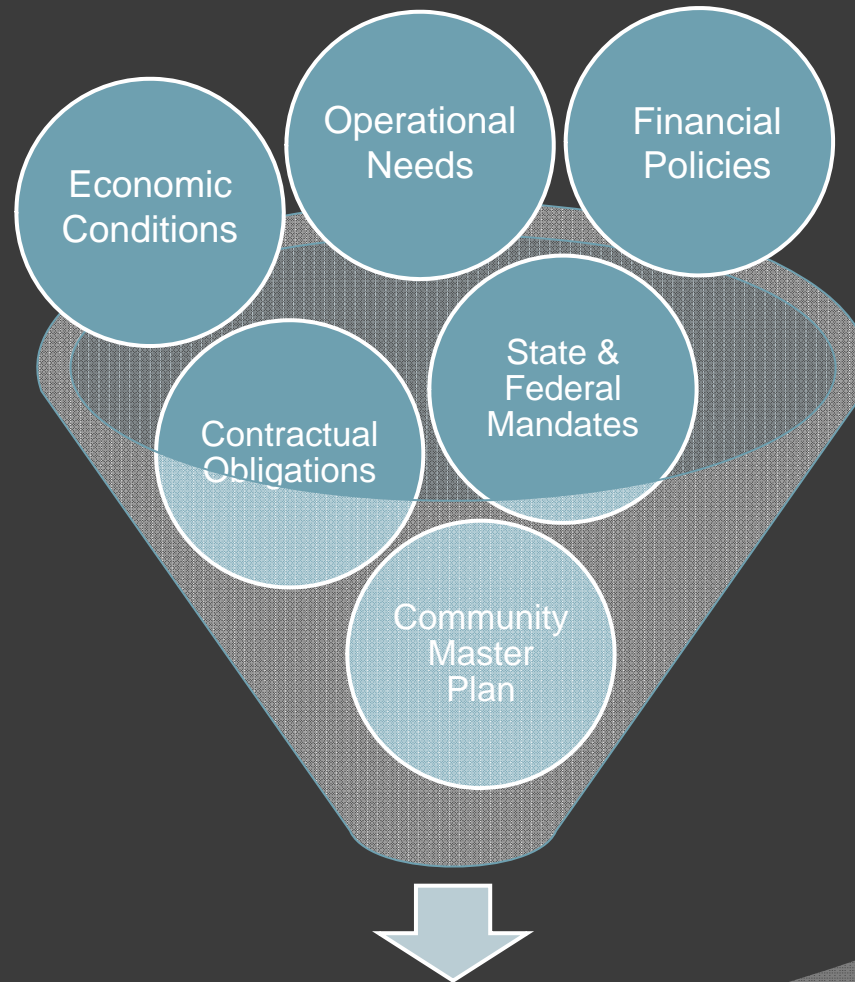 Economic
Conditions
Operational
Needs
Financial
Policies
Contractual
Obligations
State &
Federal
Mandates
Community
Master
Plan